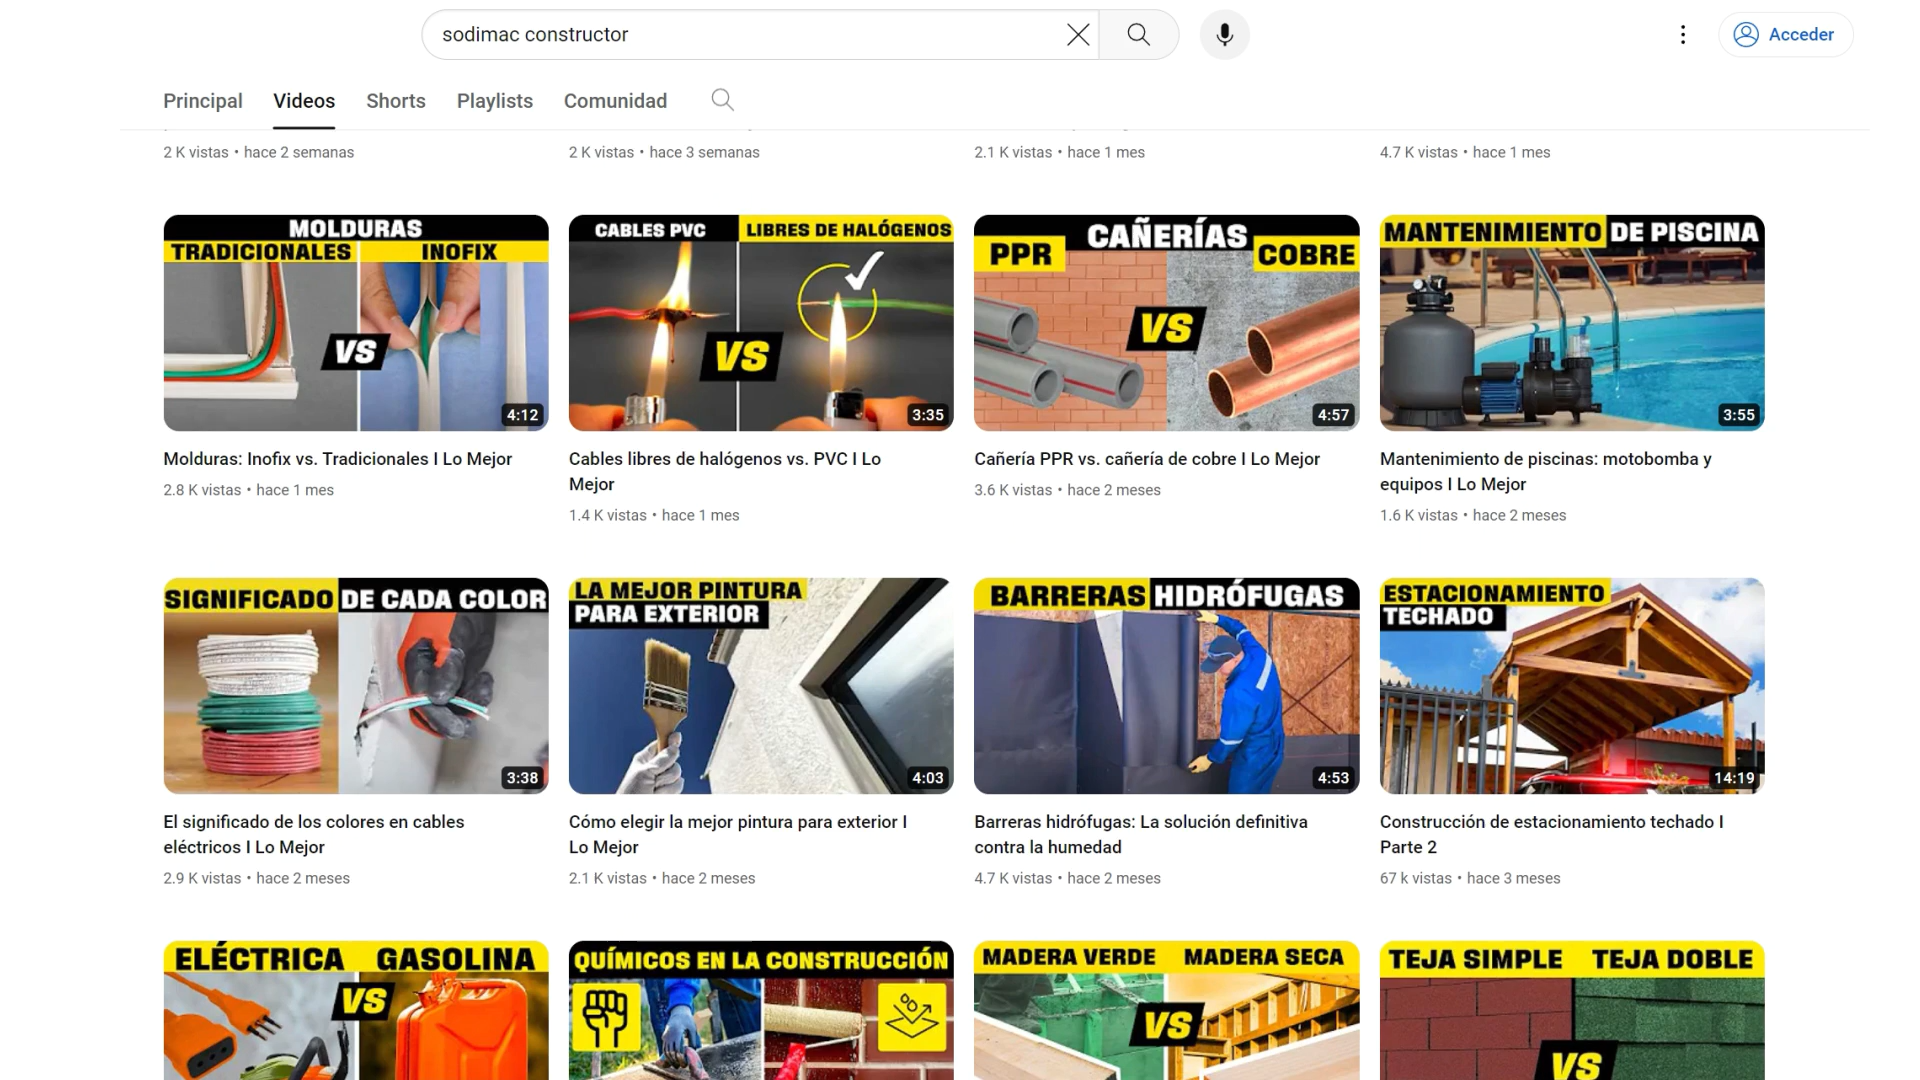 sodimac constructor
Acceder
Principal
Videos
Shorts
Playlists
Comunidad
2 K vistas • hace 2 semanas
2 K vistas • hace 3 semanas
2.1 K vistas • hace 1 mes
4.7 K vistas • hace 1 mes
MOLDURAS
TRADICIONALES
INOFIX
VS
4:12
CABLES PVC
LIBRES DE HALÓGENOS
VS
3:35
CAÑERÍAS
PPR
COBRE
VS
4:57
MANTENIMIENTO DE PISCINA
3:55
Molduras: Inofix vs. Tradicionales I Lo Mejor
2.8 K vistas • hace 1 mes
Cables libres de halógenos vs. PVC I Lo
Mejor
1.4 K vistas • hace 1 mes
Cañería PPR vs. cañería de cobre I Lo Mejor
3.6 K vistas • hace 2 meses
Mantenimiento de piscinas: motobomba y
equipos I Lo Mejor
1.6 K vistas • hace 2 meses
SIGNIFICADO DE CADA COLOR
3:38
LA MEJOR PINTURA
PARA EXTERIOR
4:03
BARRERAS HIDRÓFUGAS
4:53
ESTACIONAMIENTO
TECHADO
14:19
El significado de los colores en cables
eléctricos I Lo Mejor
2.9 K vistas • hace 2 meses
Cómo elegir la mejor pintura para exterior I
Lo Mejor
2.1 K vistas • hace 2 meses
Barreras hidrófugas: La solución definitiva
contra la humedad
4.7 K vistas • hace 2 meses
Construcción de estacionamiento techado I
Parte 2
67 k vistas • hace 3 meses
ELÉCTRICA GASOLINA
VS
QUÍMICOS EN LA CONSTRUCCIÓN
MADERA VERDE MADERA SECA
VS
TEJA SIMPLE TEJA DOBLE
VS